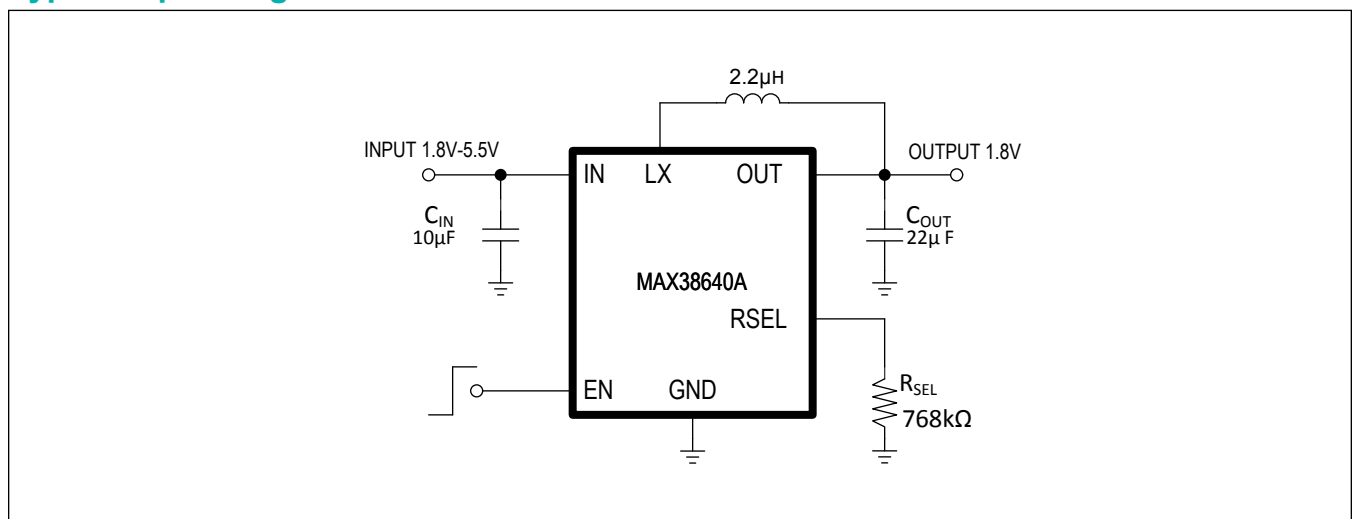 2.2µH
INPUT 1.8V-5.5V
OUTPUT 1.8V
IN
LX
OUT
CIN
10µF
COUT
22µ F
MAX38640A
RSEL
EN
GND
RSEL
768kΩ